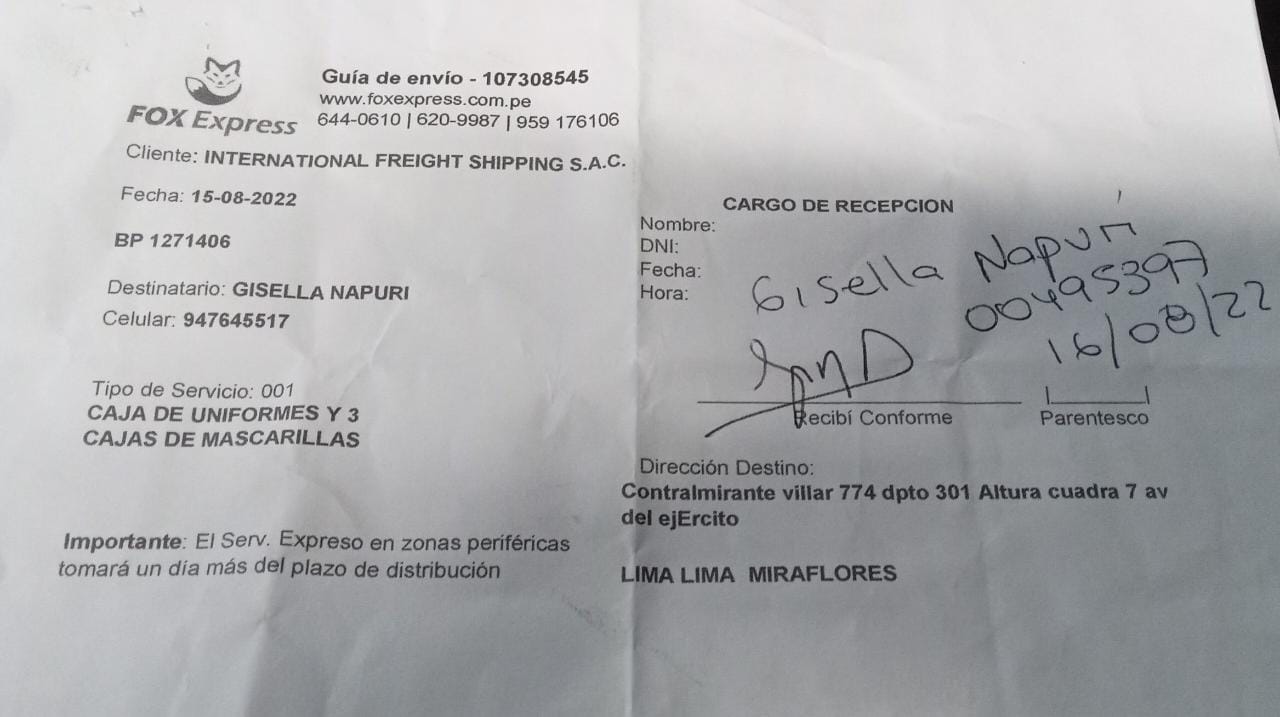 FOX Express
Guía de envío - 107308545
www.foxexpress.com.pe
644-0610 | 620-9987 | 959 176106
Cliente: INTERNATIONAL FREIGHT SHIPPING S.A.C.
Fecha: 15-08-2022
BP 1271406
Destinatario: GISELLA NAPURI
Celular: 947645517
Tipo de Servicio: 001
CAJA DE UNIFORMES Y 3
CAJAS DE MASCARILLAS
Importante: El Serv. Expreso en zonas periféricas
tomará un día más del plazo de distribución
CARGO DE RECEPCION
Nombre:
DNI:
Fecha:
Hora:
Gisella Napuri
00495397
16/08/22
Recibí Conforme
Parentesco
Dirección Destino:
Contralmirante villar 774 dpto 301 Altura cuadra 7 av
del ejErcito
LIMA LIMA MIRAFLORES